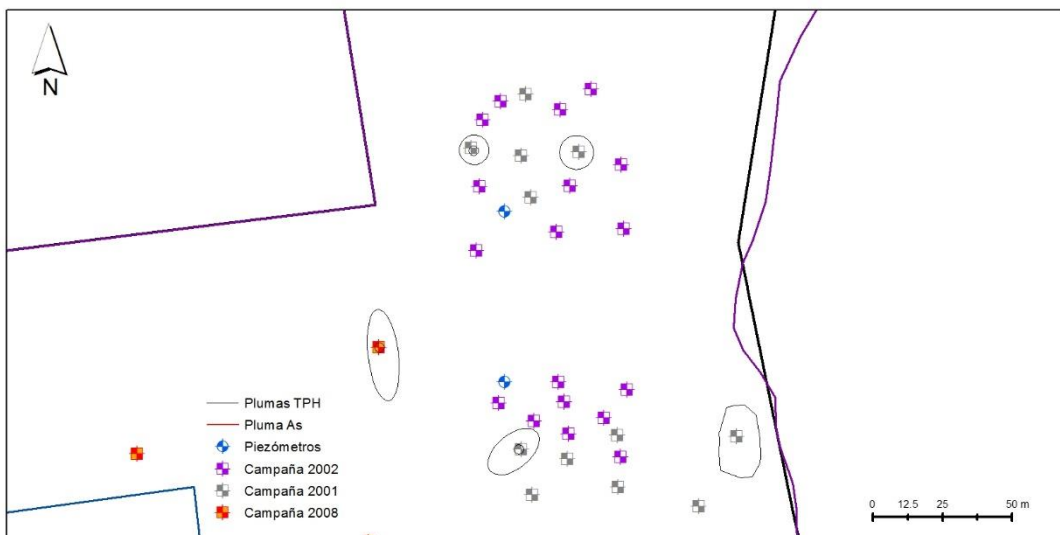 N
Plumas TPH
Pluma As
Piezómetros
Campaña 2002
Campaña 2001
Campaña 2008
0 12.5 25 50 m